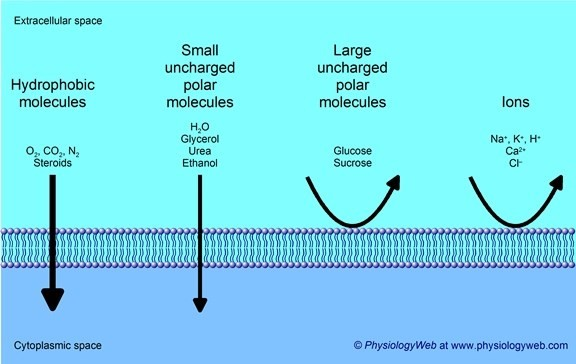 Extracellular space
Hydrophobic
molecules
O₂, CO₂, N₂
Steroids
Small
uncharged
polar
molecules
H₂O
Glycerol
Urea
Ethanol
Large
uncharged
polar
molecules
Glucose
Sucrose
Ions
Na⁺, K⁺, H⁺
Ca²⁺
Cl⁻
Cytoplasmic space
© PhysiologyWeb at www.physiologyweb.com